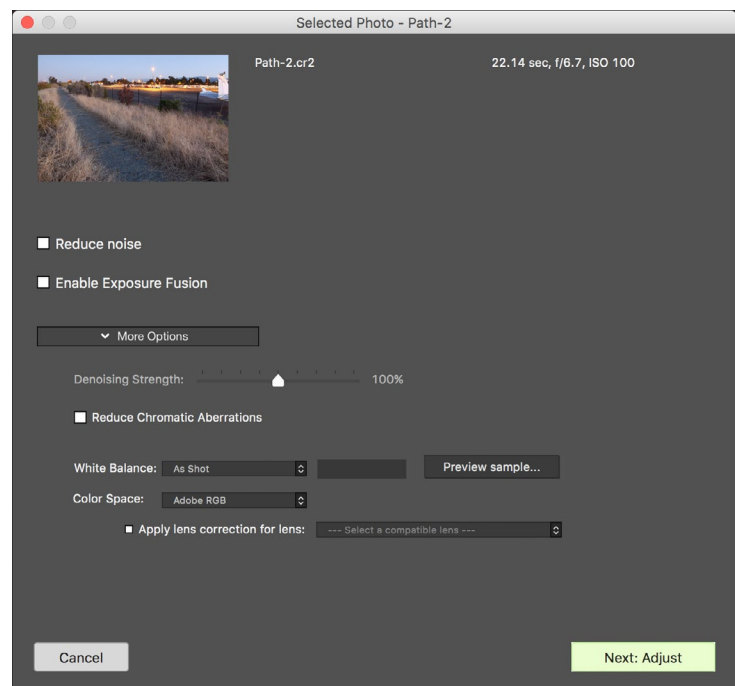 Selected Photo - Path-2
Path-2.cr2 22.14 sec, f/6.7, ISO 100
Reduce noise
Enable Exposure Fusion
More Options
Denoising Strength: 100%
Reduce Chromatic Aberrations
White Balance: As Shot Preview sample...
Color Space: Adobe RGB
Apply lens correction for lens: --- Select a compatible lens ---
Cancel Next: Adjust